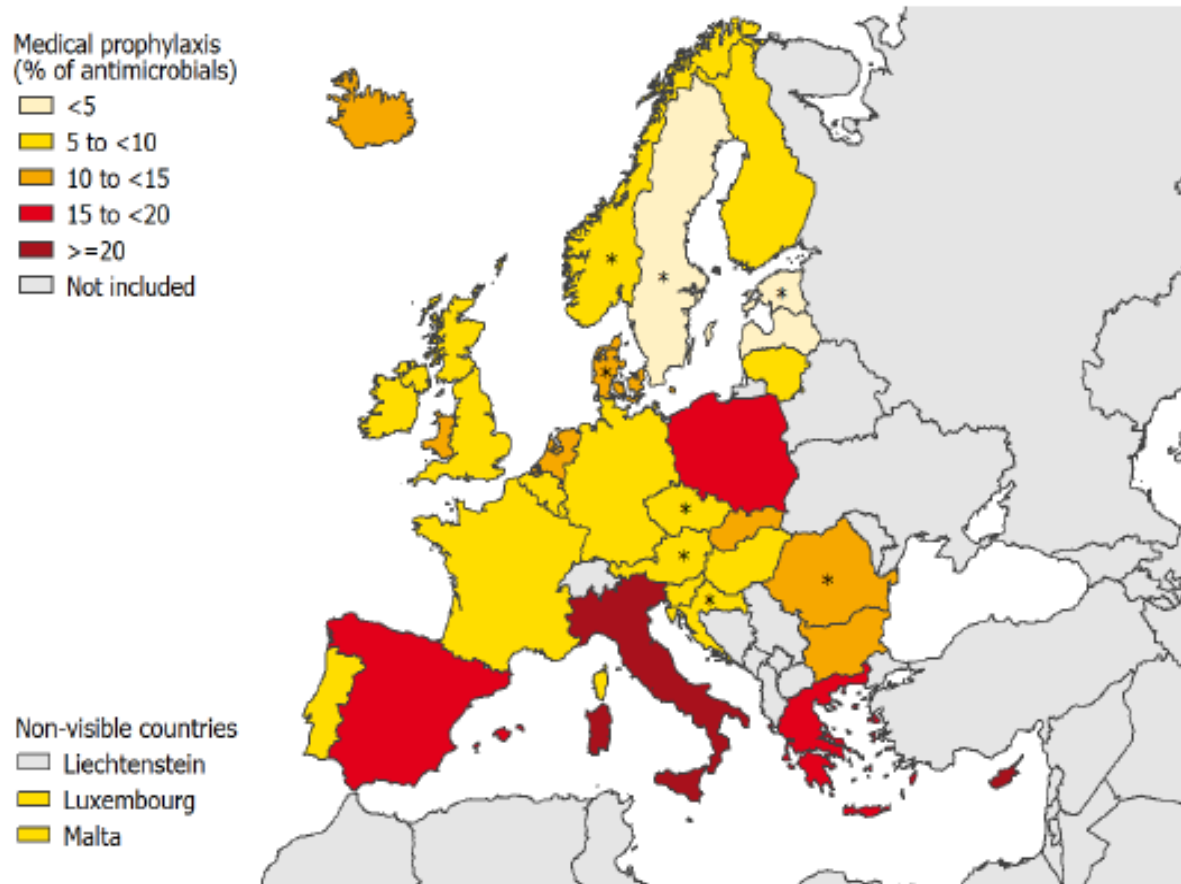 Medical prophylaxis
(% of antimicrobials)
<5
5 to <10
10 to <15
15 to <20
>=20
Not included
*
*
*
*
*
*
*
*
Non-visible countries
Liechtenstein
Luxembourg
Malta